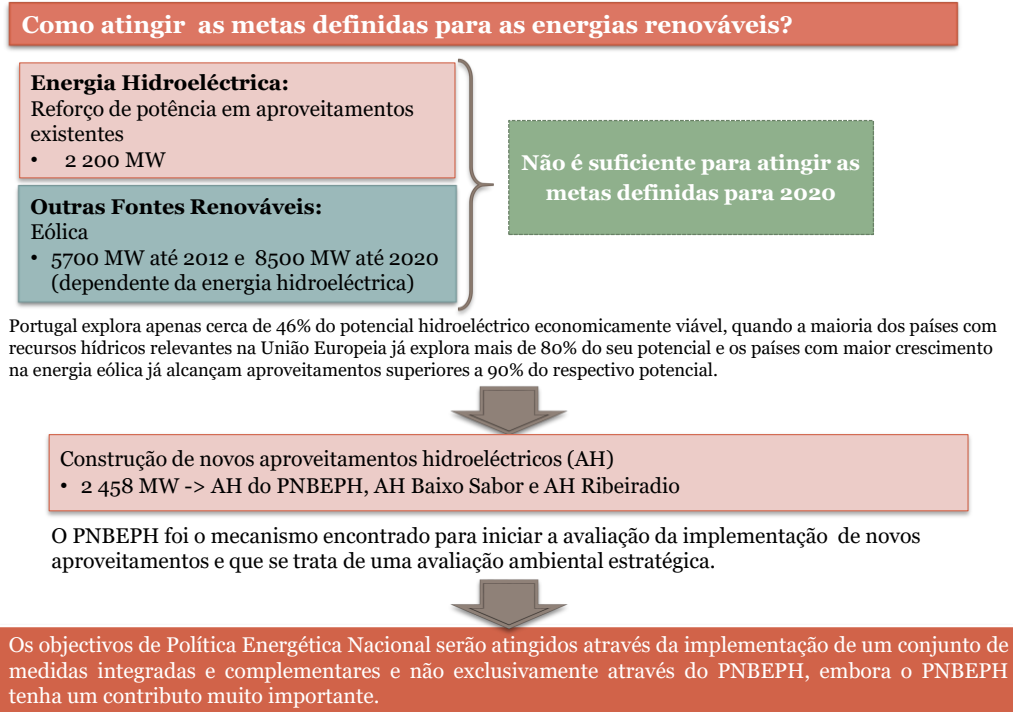 Como atingir as metas definidas para as energias renováveis?
Energia Hidroeléctrica:
Reforço de potência em aproveitamentos
existentes
• 2 200 MW
Outras Fontes Renováveis:
Eólica
• 5700 MW até 2012 e 8500 MW até 2020
(dependente da energia hidroeléctrica)
Não é suficiente para atingir as
metas definidas para 2020
Portugal explora apenas cerca de 46% do potencial hidroeléctrico economicamente viável, quando a maioria dos países com
recursos hídricos relevantes na União Europeia já explora mais de 80% do seu potencial e os países com maior crescimento
na energia eólica já alcançam aproveitamentos superiores a 90% do respectivo potencial.
Construção de novos aproveitamentos hidroeléctricos (AH)
• 2 458 MW -> AH do PNBEPH, AH Baixo Sabor e AH Ribeiradio
O PNBEPH foi o mecanismo encontrado para iniciar a avaliação da implementação de novos
aproveitamentos e que se trata de uma avaliação ambiental estratégica.
Os objectivos de Política Energética Nacional serão atingidos através da implementação de um conjunto de
medidas integradas e complementares e não exclusivamente através do PNBEPH, embora o PNBEPH
tenha um contributo muito importante.